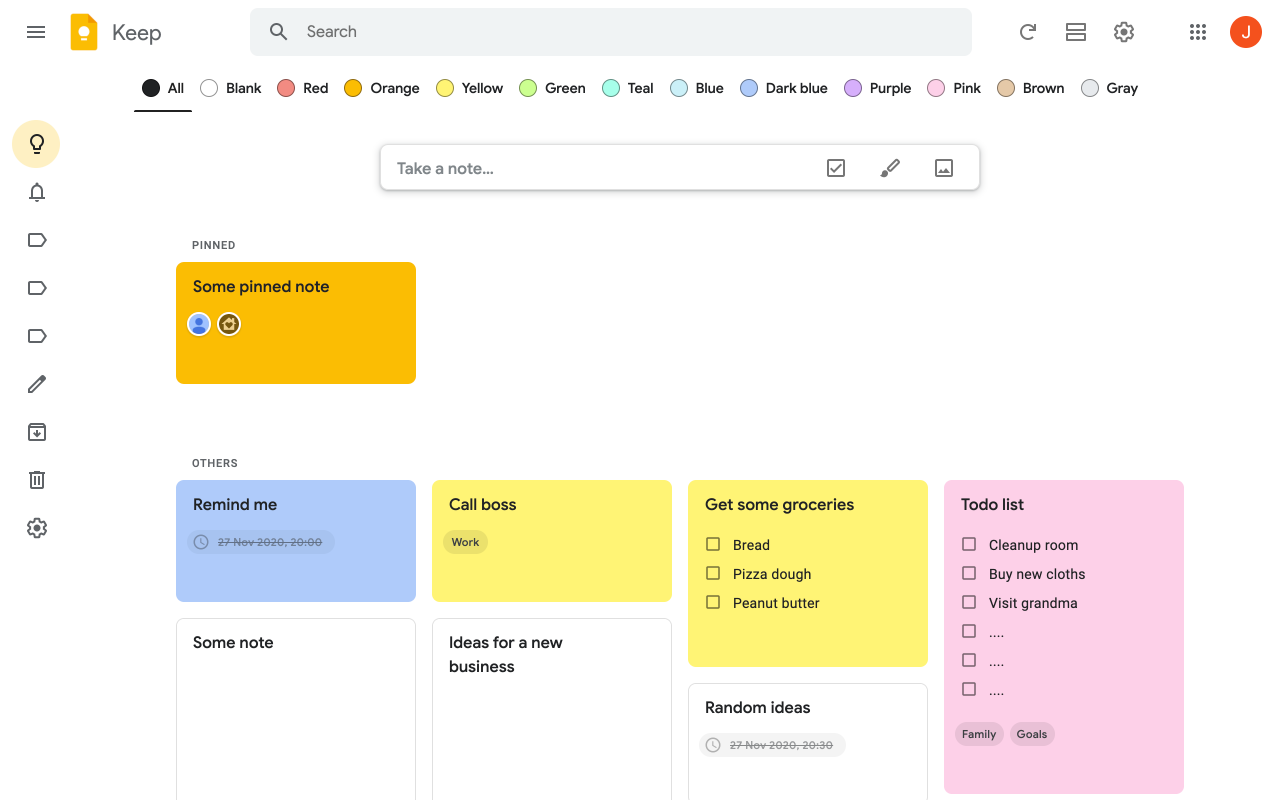 Keep
Search
J
All Blank Red Orange Yellow Green Teal Blue Dark blue Purple Pink Brown Gray
Take a note...
PINNED
Some pinned note
OTHERS
Remind me
27 Nov 2020, 20:00
Call boss
Work
Get some groceries
Bread
Pizza dough
Peanut butter
Todo list
Cleanup room
Buy new cloths
Visit grandma
....
....
....
Family Goals
Some note
Ideas for a new
business
Random ideas
27 Nov 2020, 20:30